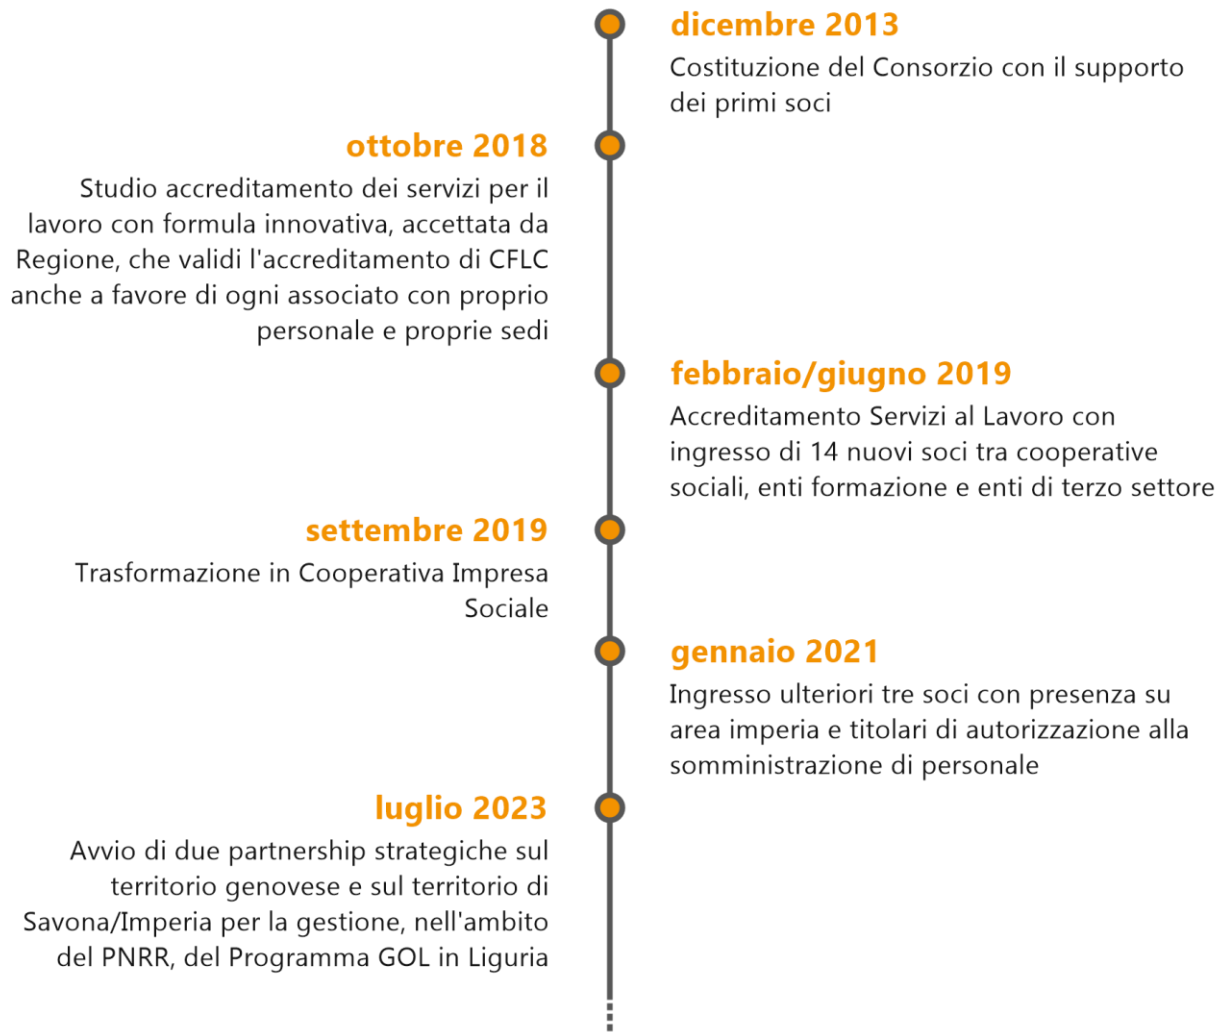 dicembre 2013
Costituzione del Consorzio con il supporto
dei primi soci
ottobre 2018
Studio accreditamento dei servizi per il
lavoro con formula innovativa, accettata da
Regione, che validi l'accreditamento di CFLC
anche a favore di ogni associato con proprio
personale e proprie sedi
febbraio/giugno 2019
Accreditamento Servizi al Lavoro con
ingresso di 14 nuovi soci tra cooperative
sociali, enti formazione e enti di terzo settore
settembre 2019
Trasformazione in Cooperativa Impresa
Sociale
gennaio 2021
Ingresso ulteriori tre soci con presenza su
area imperia e titolari di autorizzazione alla
somministrazione di personale
luglio 2023
Avvio di due partnership strategiche sul
territorio genovese e sul territorio di
Savona/Imperia per la gestione, nell'ambito
del PNRR, del Programma GOL in Liguria